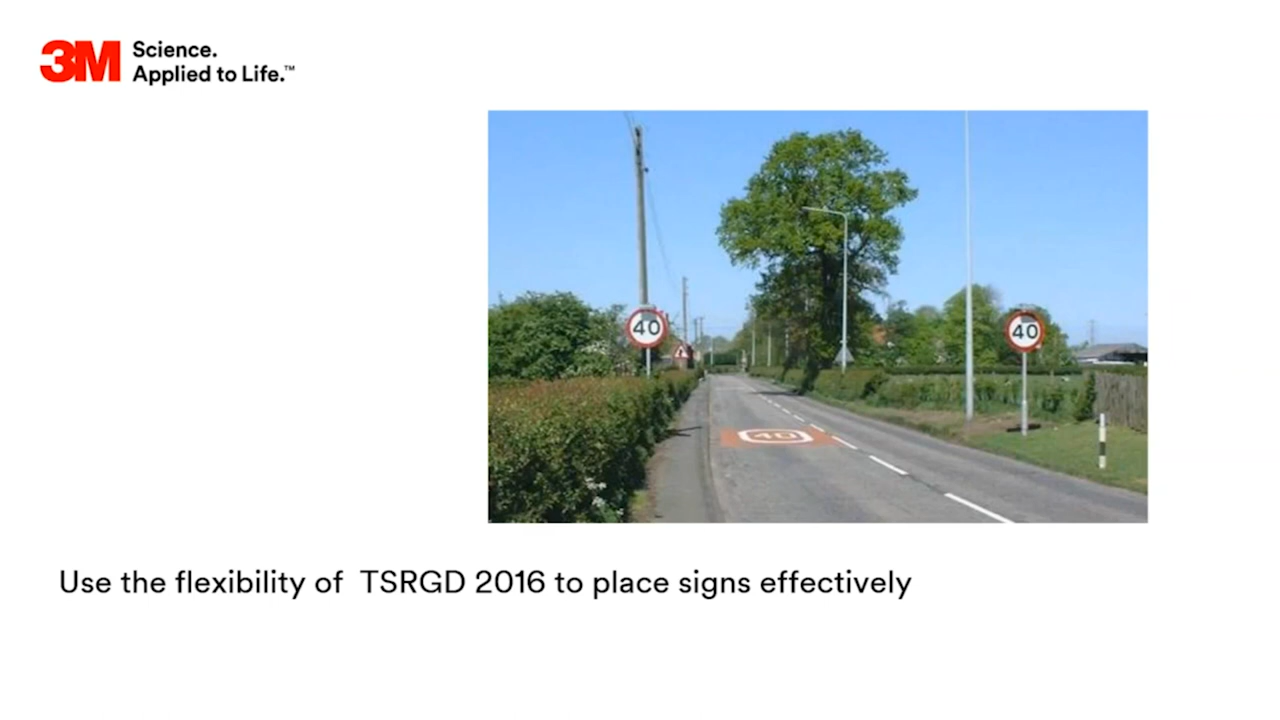 3M Science.
Applied to Life.™
40
40
40
Use the flexibility of TSRGD 2016 to place signs effectively